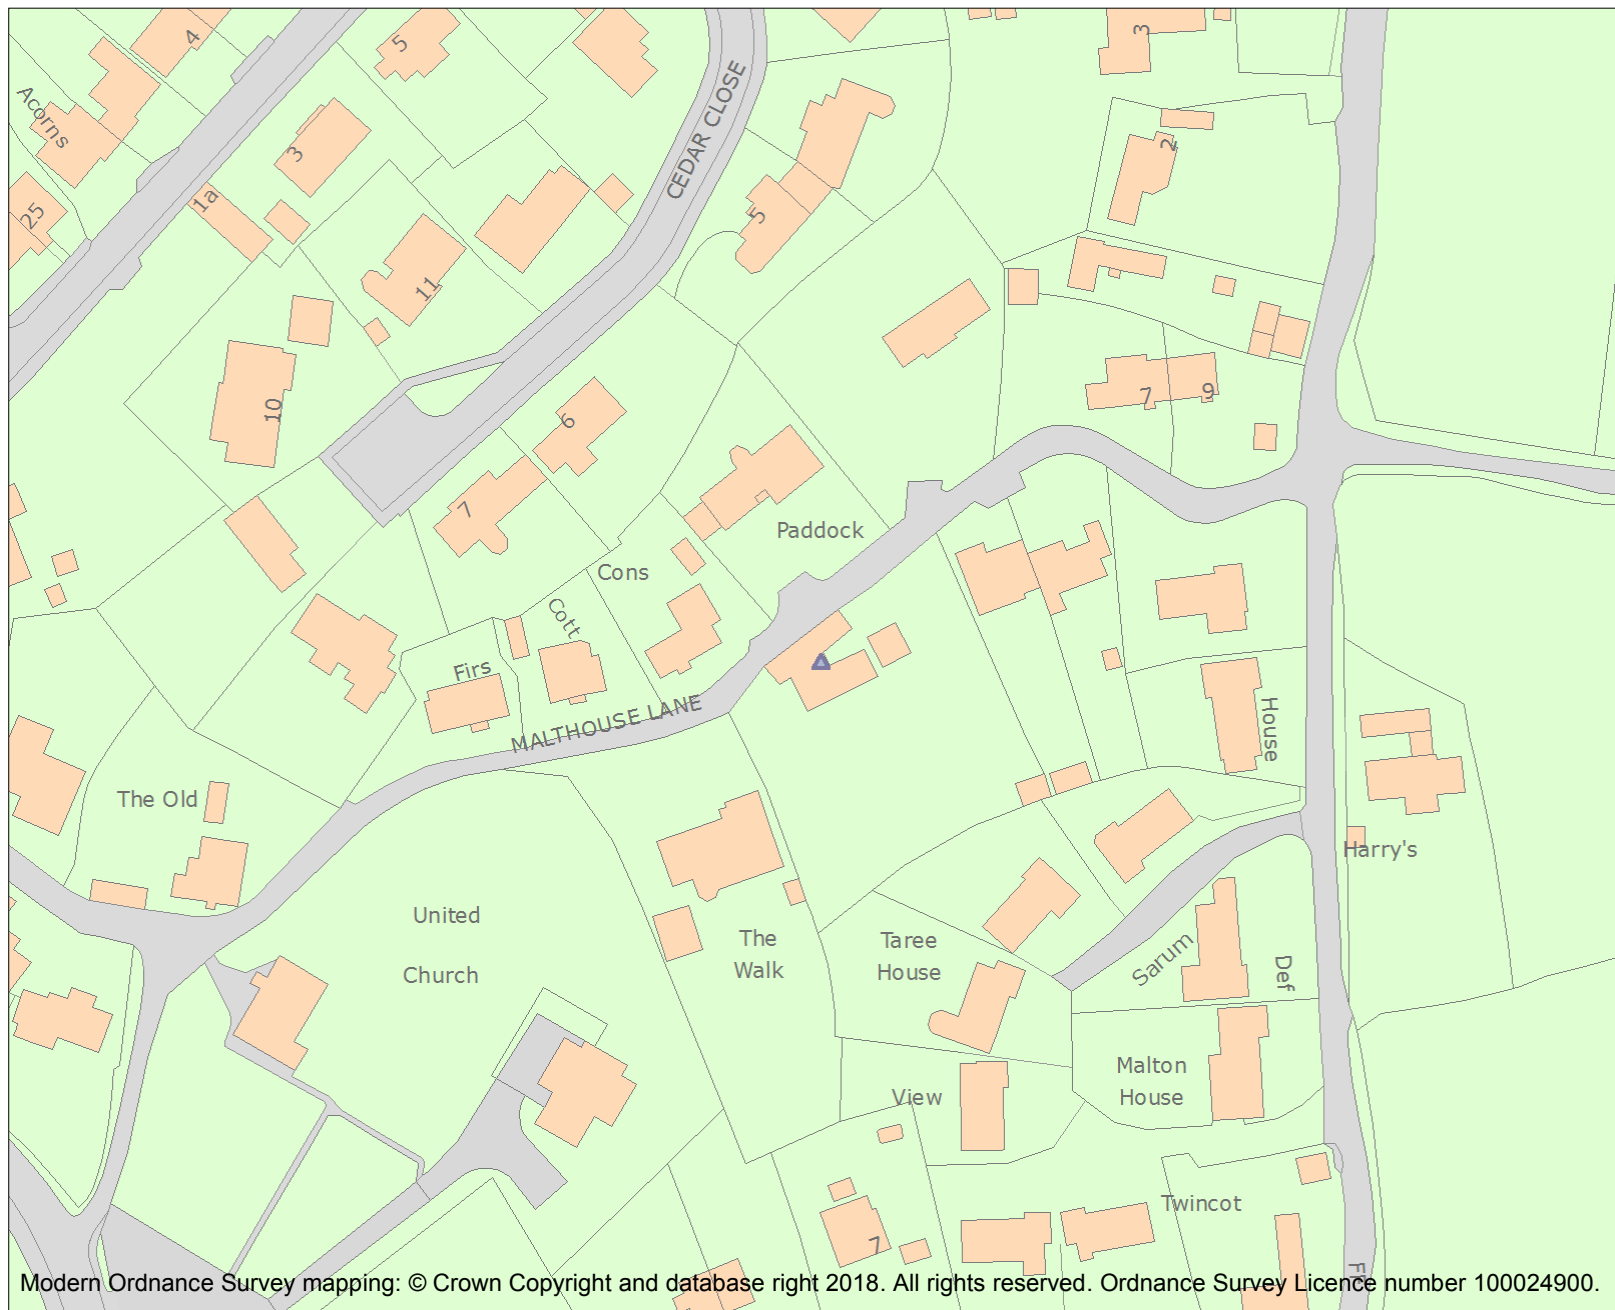 4
5
3
Acorns
CEDAR CLOSE
2
3
1a
25
5
11
10
7
9
6
7
Paddock
Cons
Cott
Firs
MALTHOUSE LANE
House
The Old
Harry's
United
Church
The
Walk
Taree
House
Sarum
Def
Malton
House
View
Twincot
7
Modern Ordnance Survey mapping: © Crown Copyright and database right 2018. All rights reserved. Ordnance Survey Licence number 100024900.